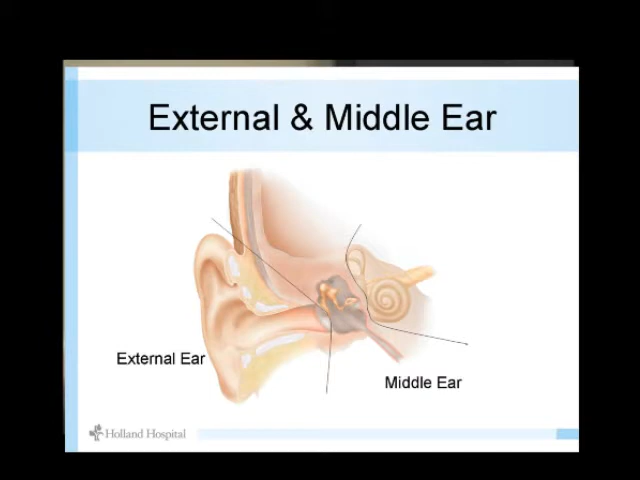 External & Middle Ear
External Ear
Middle Ear
Holland Hospital